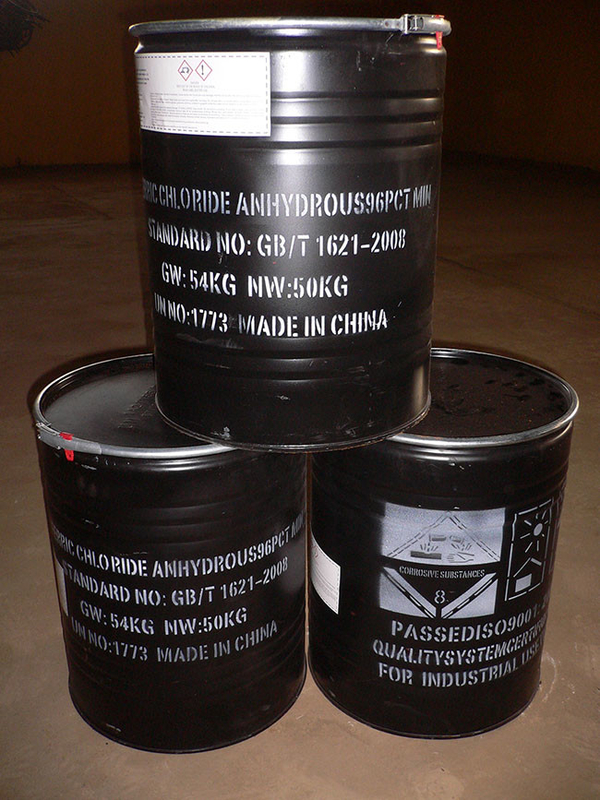 CHLORIDE ANHYDROUS96PCT MIN
STANDARD NO: GB/T 1621-2008
GW: 54KG NW:50KG
UN NO:1773 MADE IN CHINA
CHLORIDE ANHYDROUS96PCT MIN
STANDARD NO: GB/T 1621-2008
GW: 54KG NW:50KG
UN NO:1773 MADE IN CHINA
CORROSIVE SUBSTANCES
8
PASSEDISO9001:
QUALITYSYSTEMCERTIF
FOR INDUSTRIAL USE